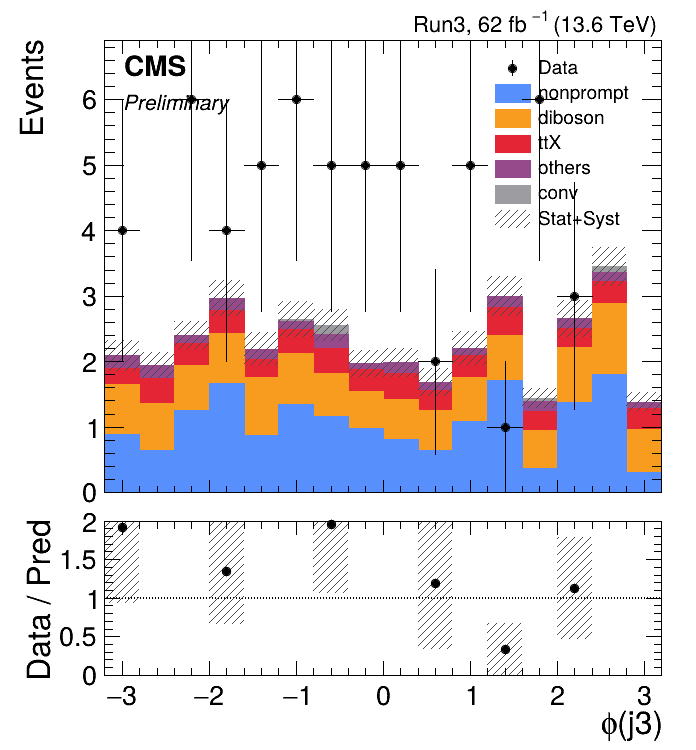 Run3, 62 fb⁻¹ (13.6 TeV)
CMS
Preliminary
Events
Data
nonprompt
diboson
ttX
others
conv
Stat+Syst
6
5
4
3
2
1
0
Data / Pred
2
1.5
1
0.5
0
−3 −2 −1 0 1 2 3
φ(j3)